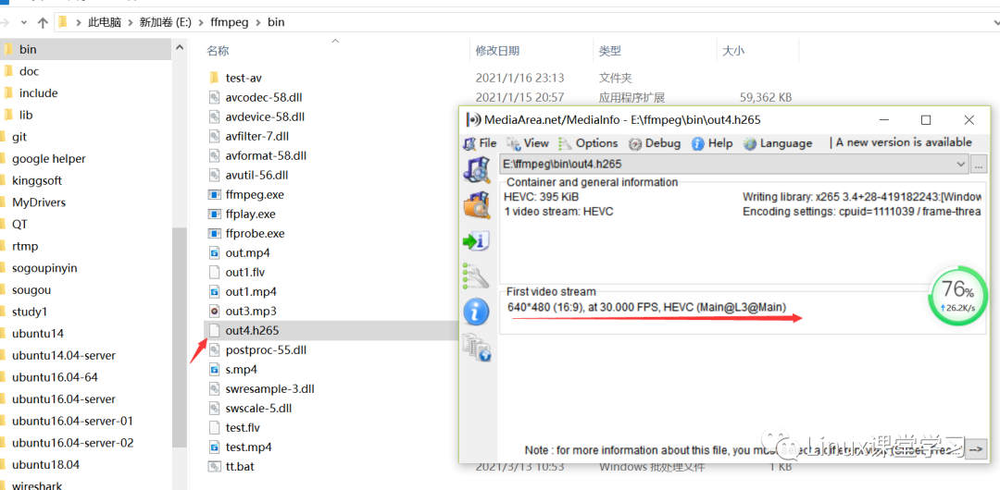 此电脑 > 新加卷 (E:) > ffmpeg > bin
bin
doc
include
lib
git
google helper
kinggsoft
MyDrivers
QT
rtmp
sogoupinyin
sougou
study1
ubuntu14
ubuntu14.04-server
ubuntu16.04-64
ubuntu16.04-server
ubuntu16.04-server-01
ubuntu16.04-server-02
ubuntu18.04
wireshark
名称 修改日期 类型 大小
test-av 2021/1/16 23:13 文件夹
avcodec-58.dll 2021/1/15 20:57 应用程序扩展 59,362 KB
avdevice-58.dll
avfilter-7.dll
avformat-58.dll
avutil-56.dll
ffmpeg.exe
ffplay.exe
ffprobe.exe
out.mp4
out1.flv
out1.mp4
out3.mp3
out4.h265
postproc-55.dll
s.mp4
swresample-3.dll
swscale-5.dll
test.flv
test.mp4
tt.bat 2021/3/13 10:53 Windows 批处理文件 1 KB
MediaArea.net/MediaInfo - E:\ffmpeg\bin\out4.h265
File View Options Debug Help Language | A new version is available
E:\ffmpeg\bin\out4.h265 ...
Container and general information
HEVC: 395 KiB Writing library: x265 3.4+28-419182243:[Window
1 video stream: HEVC Encoding settings: cpuid=1111039 / frame-threa
First video stream
640*480 (16:9), at 30.000 FPS, HEVC (Main@L3@Main)
76%
↑26.2K/s
Note : for more information about this file, you must select a different view (Sheet, Tree... -->
Linux课堂学习